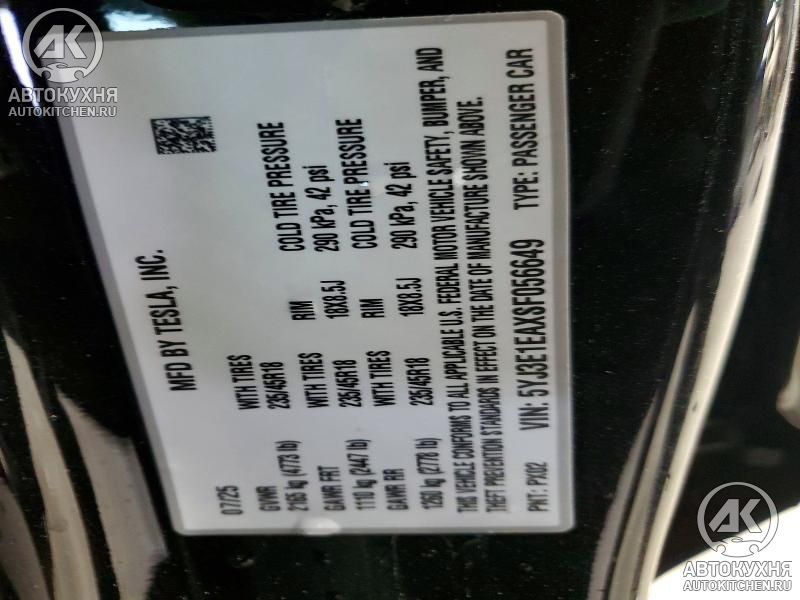 AK
АВТОКУХНЯ
AUTOKITCHEN.RU
MFD BY TESLA, INC.
07/25
GVWR WITH TIRES RIM COLD TIRE PRESSURE
2165 kg (4773 lb) 235/45R18 18X8.5J 290 kPa, 42 psi
GAWR FRT WITH TIRES RIM COLD TIRE PRESSURE
1110 kg (2447 lb) 235/45R18 18X8.5J 290 kPa, 42 psi
GAWR RR WITH TIRES
1260 kg (2778 lb) 235/45R18
THIS VEHICLE CONFORMS TO ALL APPLICABLE U.S. FEDERAL MOTOR VEHICLE SAFETY, BUMPER, AND
THEFT PREVENTION STANDARDS IN EFFECT ON THE DATE OF MANUFACTURE SHOWN ABOVE.
PNT: PX02 VIN: 5YJ3E1EAXSF056649 TYPE: PASSENGER CAR
AK
АВТОКУХНЯ
AUTOKITCHEN.RU